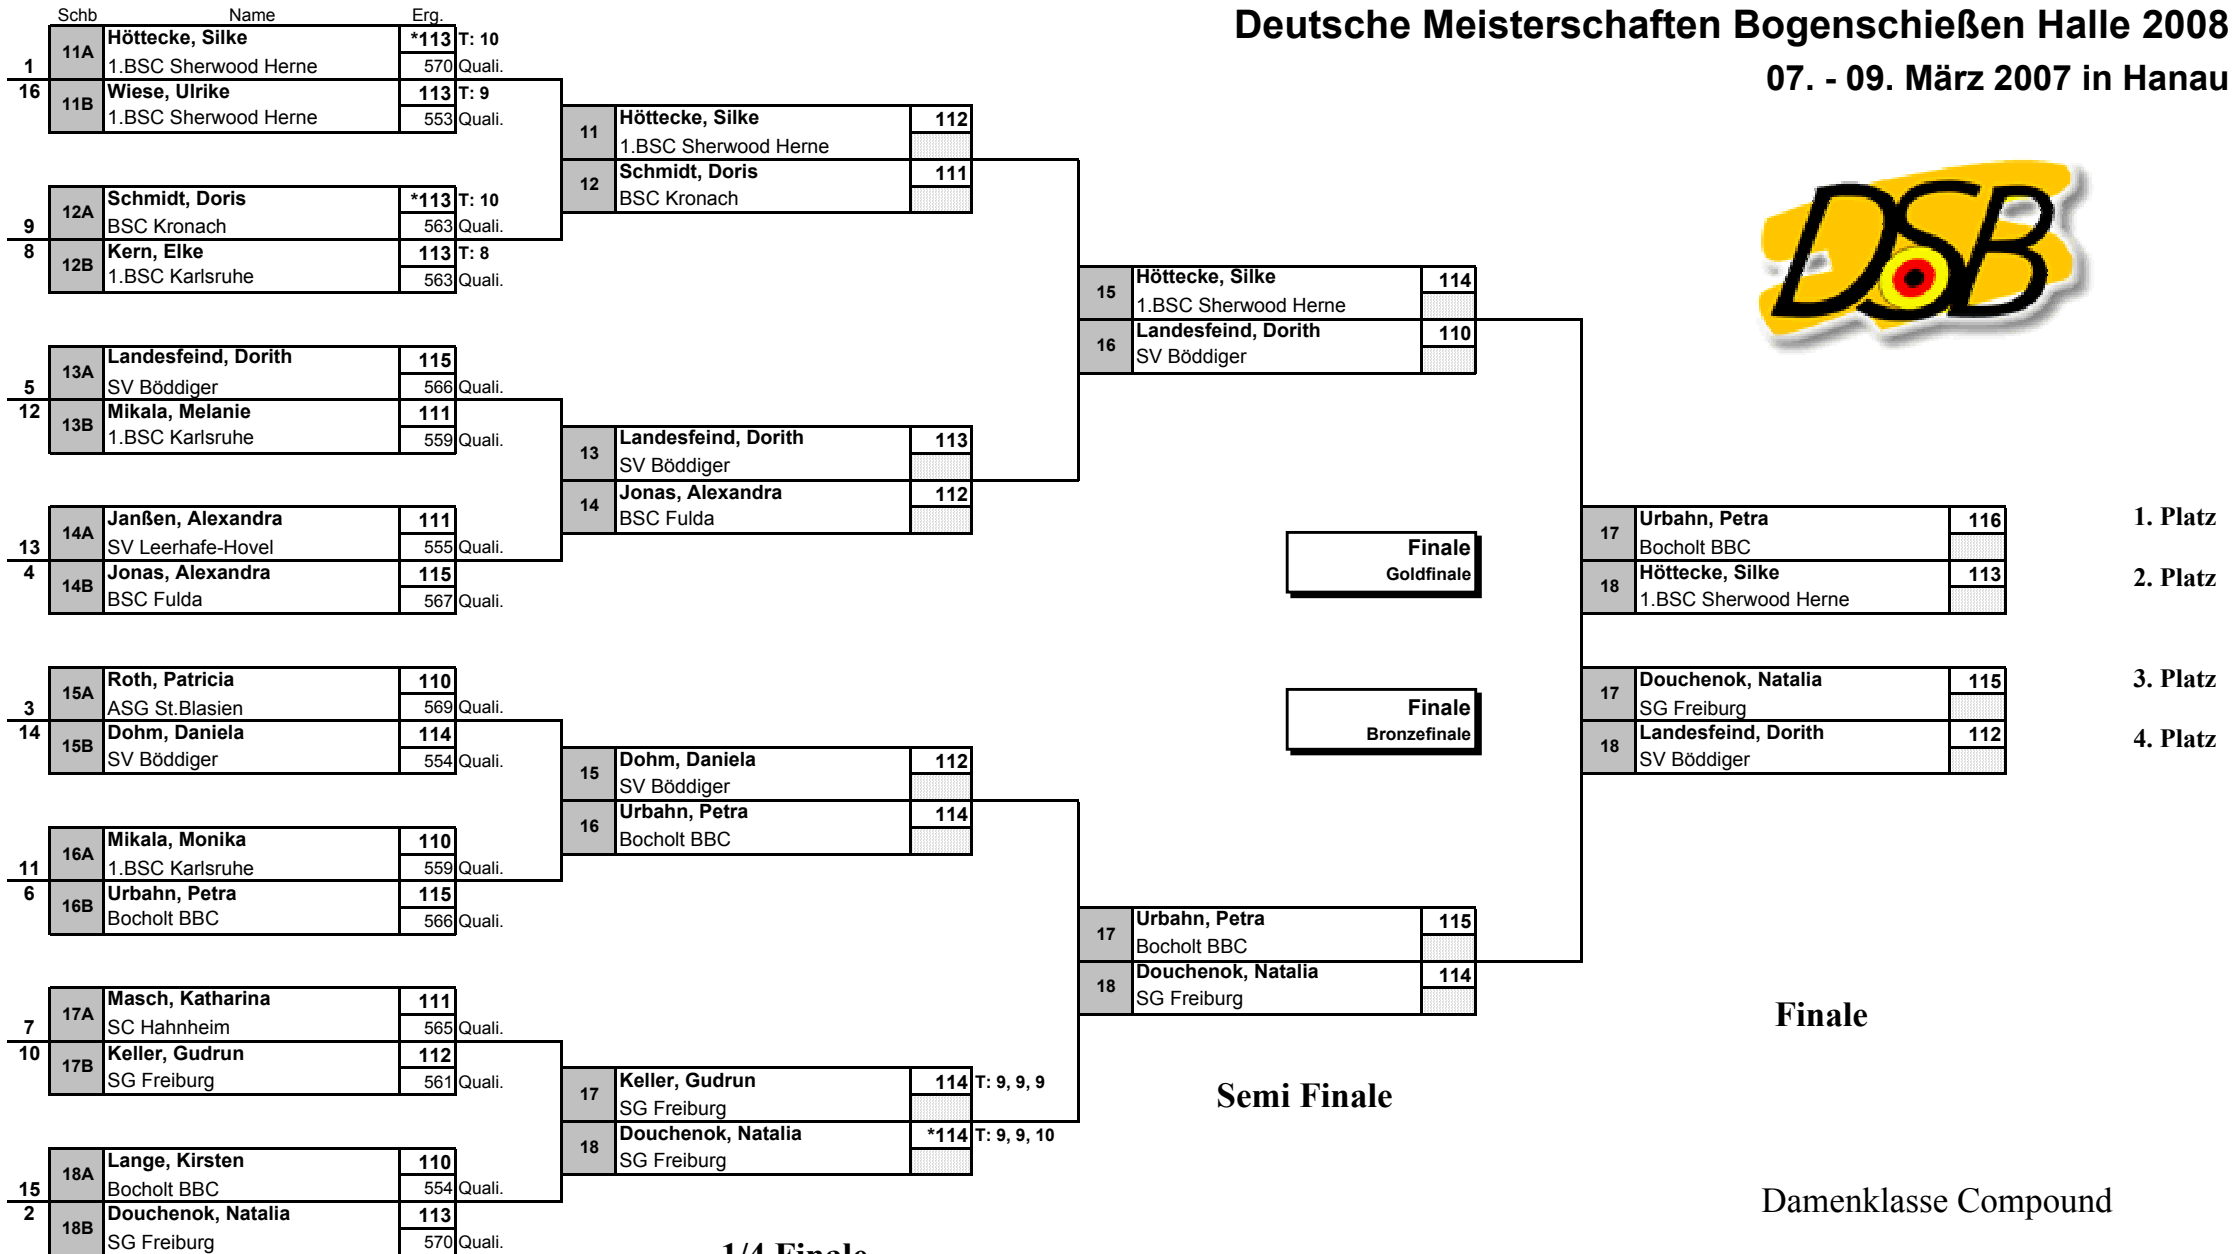 Deutsche Meisterschaften Bogenschießen Halle 2008
07. - 09. März 2007 in Hanau
DSB
Schb Name Erg.
1 11A Höttecke, Silke *113 T: 10
1.BSC Sherwood Herne 570 Quali.
16 11B Wiese, Ulrike 113 T: 9
1.BSC Sherwood Herne 553 Quali.
9 12A Schmidt, Doris *113 T: 10
BSC Kronach 563 Quali.
8 12B Kern, Elke 113 T: 8
1.BSC Karlsruhe 563 Quali.
5 13A Landesfeind, Dorith 115
SV Böddiger 566 Quali.
12 13B Mikala, Melanie 111
1.BSC Karlsruhe 559 Quali.
13 14A Janßen, Alexandra 111
SV Leerhafe-Hovel 555 Quali.
4 14B Jonas, Alexandra 115
BSC Fulda 567 Quali.
3 15A Roth, Patricia 110
ASG St.Blasien 569 Quali.
14 15B Dohm, Daniela 114
SV Böddiger 554 Quali.
11 16A Mikala, Monika 110
1.BSC Karlsruhe 559 Quali.
6 16B Urbahn, Petra 115
Bocholt BBC 566 Quali.
7 17A Masch, Katharina 111
SC Hahnheim 565 Quali.
10 17B Keller, Gudrun 112
SG Freiburg 561 Quali.
15 18A Lange, Kirsten 110
Bocholt BBC 554 Quali.
2 18B Douchenok, Natalia 113
SG Freiburg 570 Quali.
11 Höttecke, Silke 112
1.BSC Sherwood Herne
12 Schmidt, Doris 111
BSC Kronach
13 Landesfeind, Dorith 113
SV Böddiger
14 Jonas, Alexandra 112
BSC Fulda
15 Dohm, Daniela 112
SV Böddiger
16 Urbahn, Petra 114
Bocholt BBC
17 Keller, Gudrun 114 T: 9, 9, 9
SG Freiburg
18 Douchenok, Natalia *114 T: 9, 9, 10
SG Freiburg
1/4 Finale
15 Höttecke, Silke 114
1.BSC Sherwood Herne
16 Landesfeind, Dorith 110
SV Böddiger
17 Urbahn, Petra 115
Bocholt BBC
18 Douchenok, Natalia 114
SG Freiburg
Semi Finale
Finale
Goldfinale
17 Urbahn, Petra 116 1. Platz
Bocholt BBC
18 Höttecke, Silke 113 2. Platz
1.BSC Sherwood Herne
Finale
Bronzefinale
17 Douchenok, Natalia 115 3. Platz
SG Freiburg
18 Landesfeind, Dorith 112 4. Platz
SV Böddiger
Finale
Damenklasse Compound